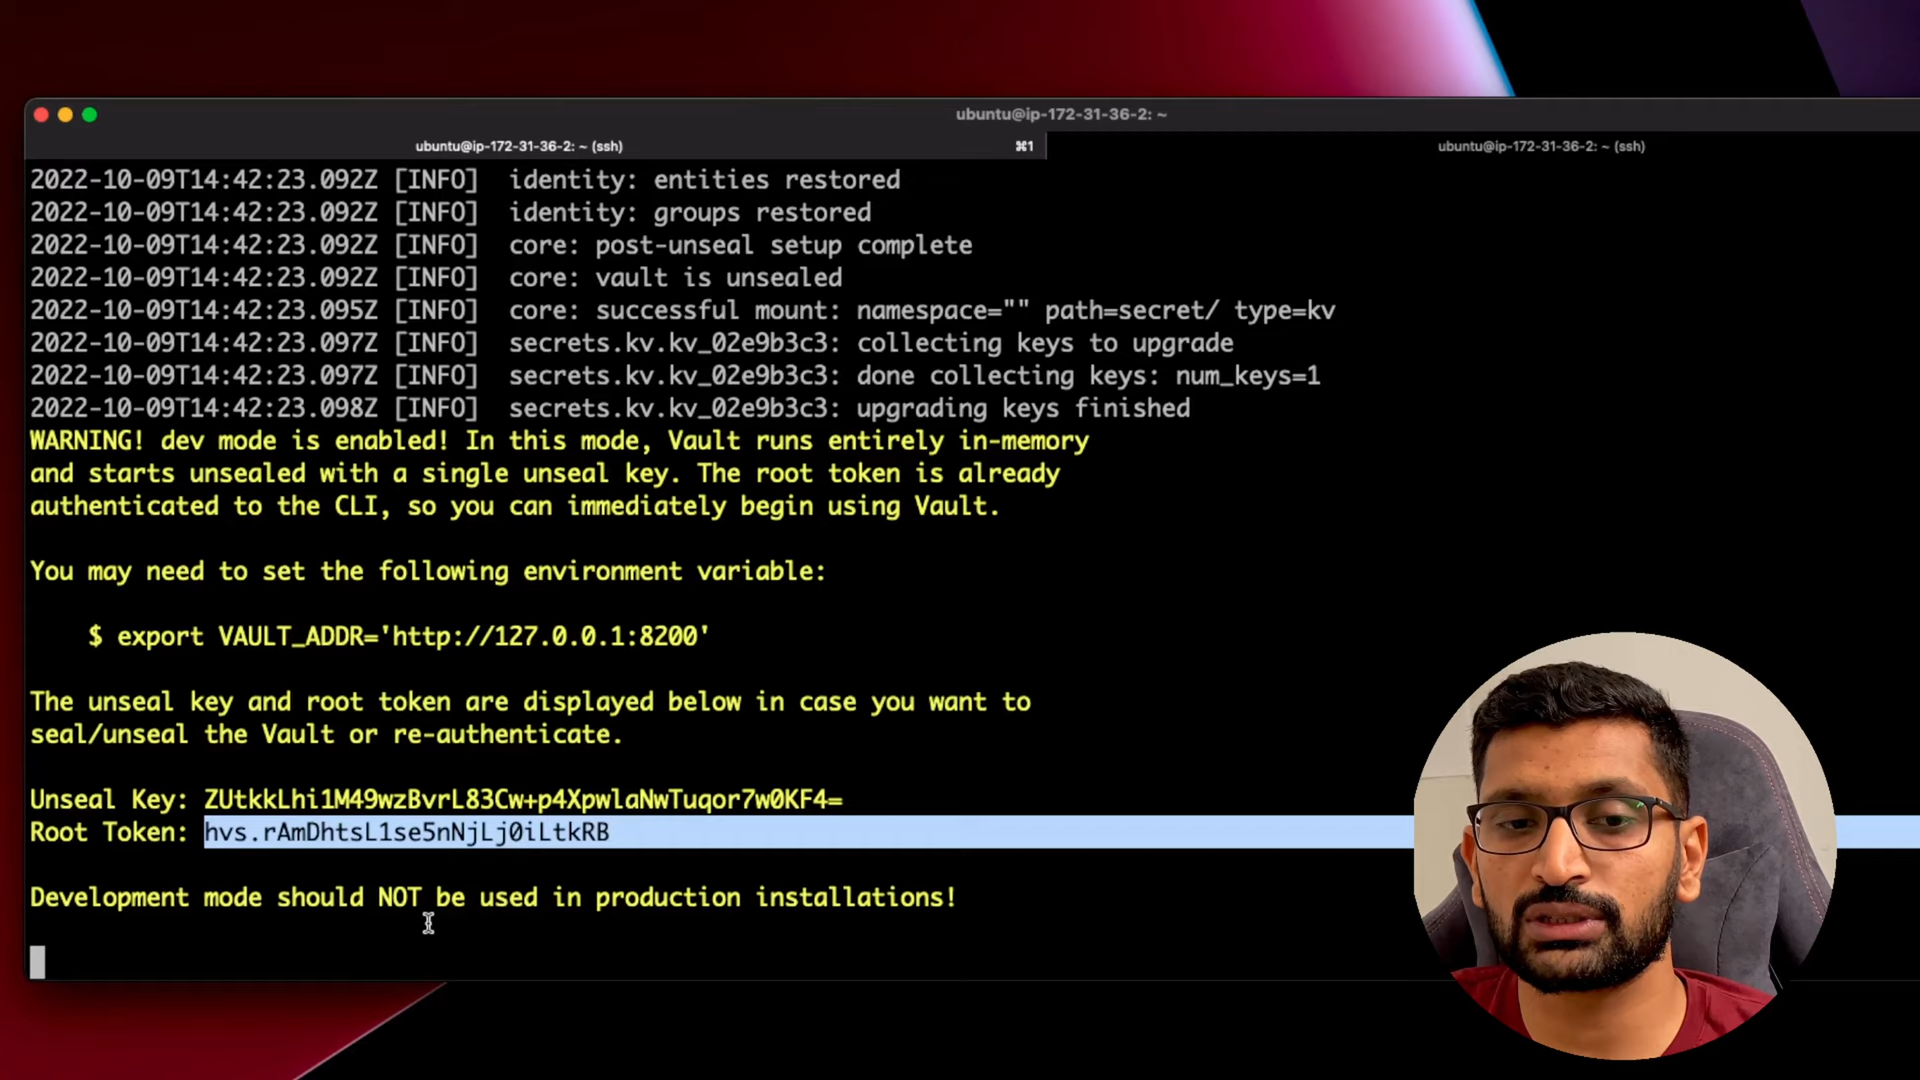 ubuntu@ip-172-31-36-2: ~
ubuntu@ip-172-31-36-2: ~ (ssh)
⌘1
ubuntu@ip-172-31-36-2: ~ (ssh)
2022-10-09T14:42:23.092Z [INFO]  identity: entities restored
2022-10-09T14:42:23.092Z [INFO]  identity: groups restored
2022-10-09T14:42:23.092Z [INFO]  core: post-unseal setup complete
2022-10-09T14:42:23.092Z [INFO]  core: vault is unsealed
2022-10-09T14:42:23.095Z [INFO]  core: successful mount: namespace="" path=secret/ type=kv
2022-10-09T14:42:23.097Z [INFO]  secrets.kv.kv_02e9b3c3: collecting keys to upgrade
2022-10-09T14:42:23.097Z [INFO]  secrets.kv.kv_02e9b3c3: done collecting keys: num_keys=1
2022-10-09T14:42:23.098Z [INFO]  secrets.kv.kv_02e9b3c3: upgrading keys finished
WARNING! dev mode is enabled! In this mode, Vault runs entirely in-memory
and starts unsealed with a single unseal key. The root token is already
authenticated to the CLI, so you can immediately begin using Vault.
You may need to set the following environment variable:
$ export VAULT_ADDR='http://127.0.0.1:8200'
The unseal key and root token are displayed below in case you want to
seal/unseal the Vault or re-authenticate.
Unseal Key: ZUtkkLhi1M49wzBvrL83Cw+p4XpwlaNwTuqor7w0KF4=
Root Token: hvs.rAmDhtsL1se5nNjLj0iLtkRB
Development mode should NOT be used in production installations!